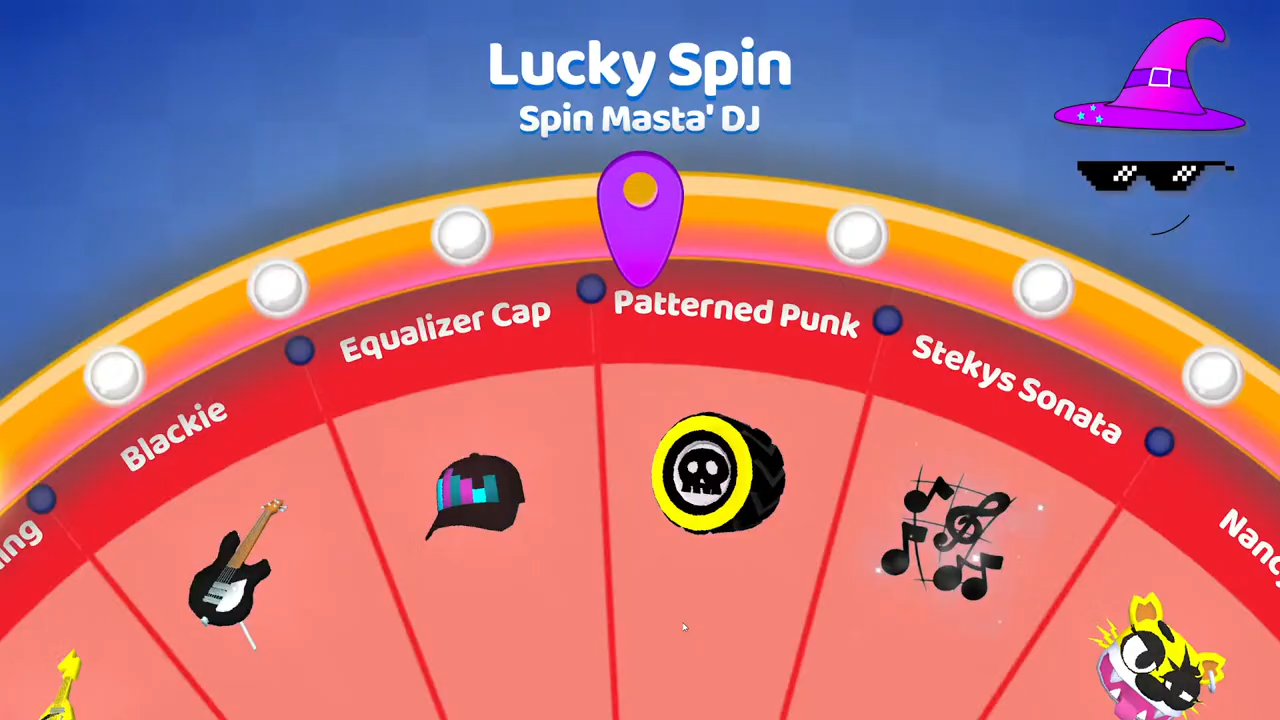 Lucky Spin
Spin Masta' DJ
Blackie
Equalizer Cap
Patterned Punk
Stekys Sonata